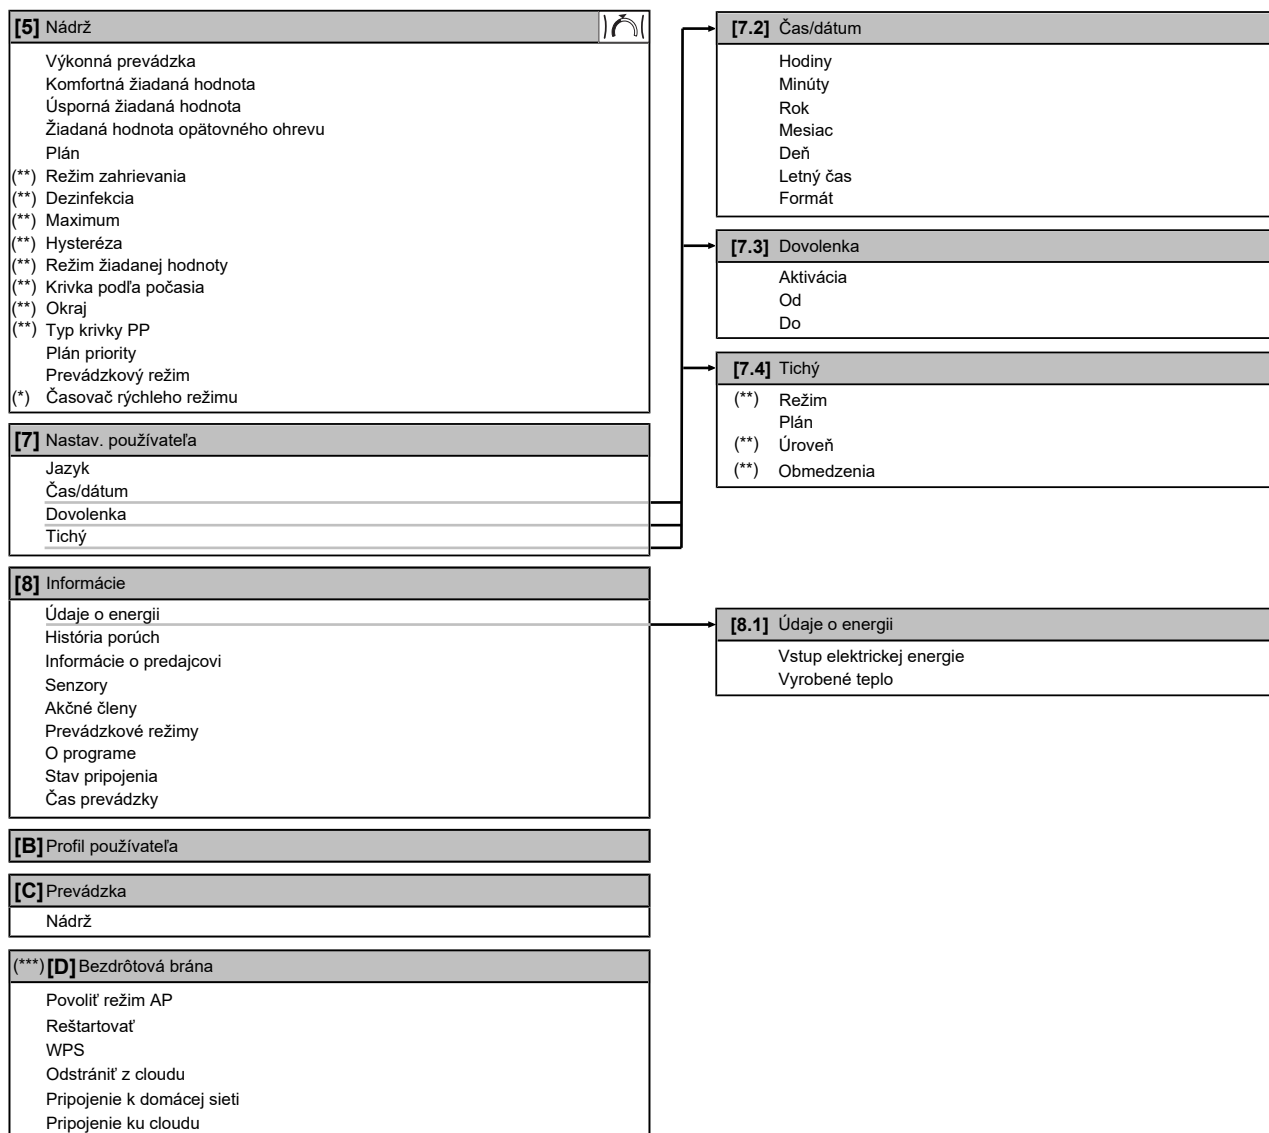 [5] Nádrž
Výkonná prevádzka
Komfortná žiadaná hodnota
Úsporná žiadaná hodnota
Žiadaná hodnota opätovného ohrevu
Plán
(**) Režim zahrievania
(**) Dezinfekcia
(**) Maximum
(**) Hysteréza
(**) Režim žiadanej hodnoty
(**) Krivka podľa počasia
(**) Okraj
(**) Typ krivky PP
Plán priority
Prevádzkový režim
(*) Časovač rýchleho režimu
[7] Nastav. používateľa
Jazyk
Čas/dátum
Dovolenka
Tichý
[8] Informácie
Údaje o energii
História porúch
Informácie o predajcovi
Senzory
Akčné členy
Prevádzkové režimy
O programe
Stav pripojenia
Čas prevádzky
[B] Profil používateľa
[C] Prevádzka
Nádrž
(***) [D] Bezdrôtová brána
Povoliť režim AP
Reštartovať
WPS
Odstrániť z cloudu
Pripojenie k domácej sieti
Pripojenie ku cloudu
[7.2] Čas/dátum
Hodiny
Minúty
Rok
Mesiac
Deň
Letný čas
Formát
[7.3] Dovolenka
Aktivácia
Od
Do
[7.4] Tichý
(**) Režim
Plán
(**) Úroveň
(**) Obmedzenia
[8.1] Údaje o energii
Vstup elektrickej energie
Vyrobené teplo